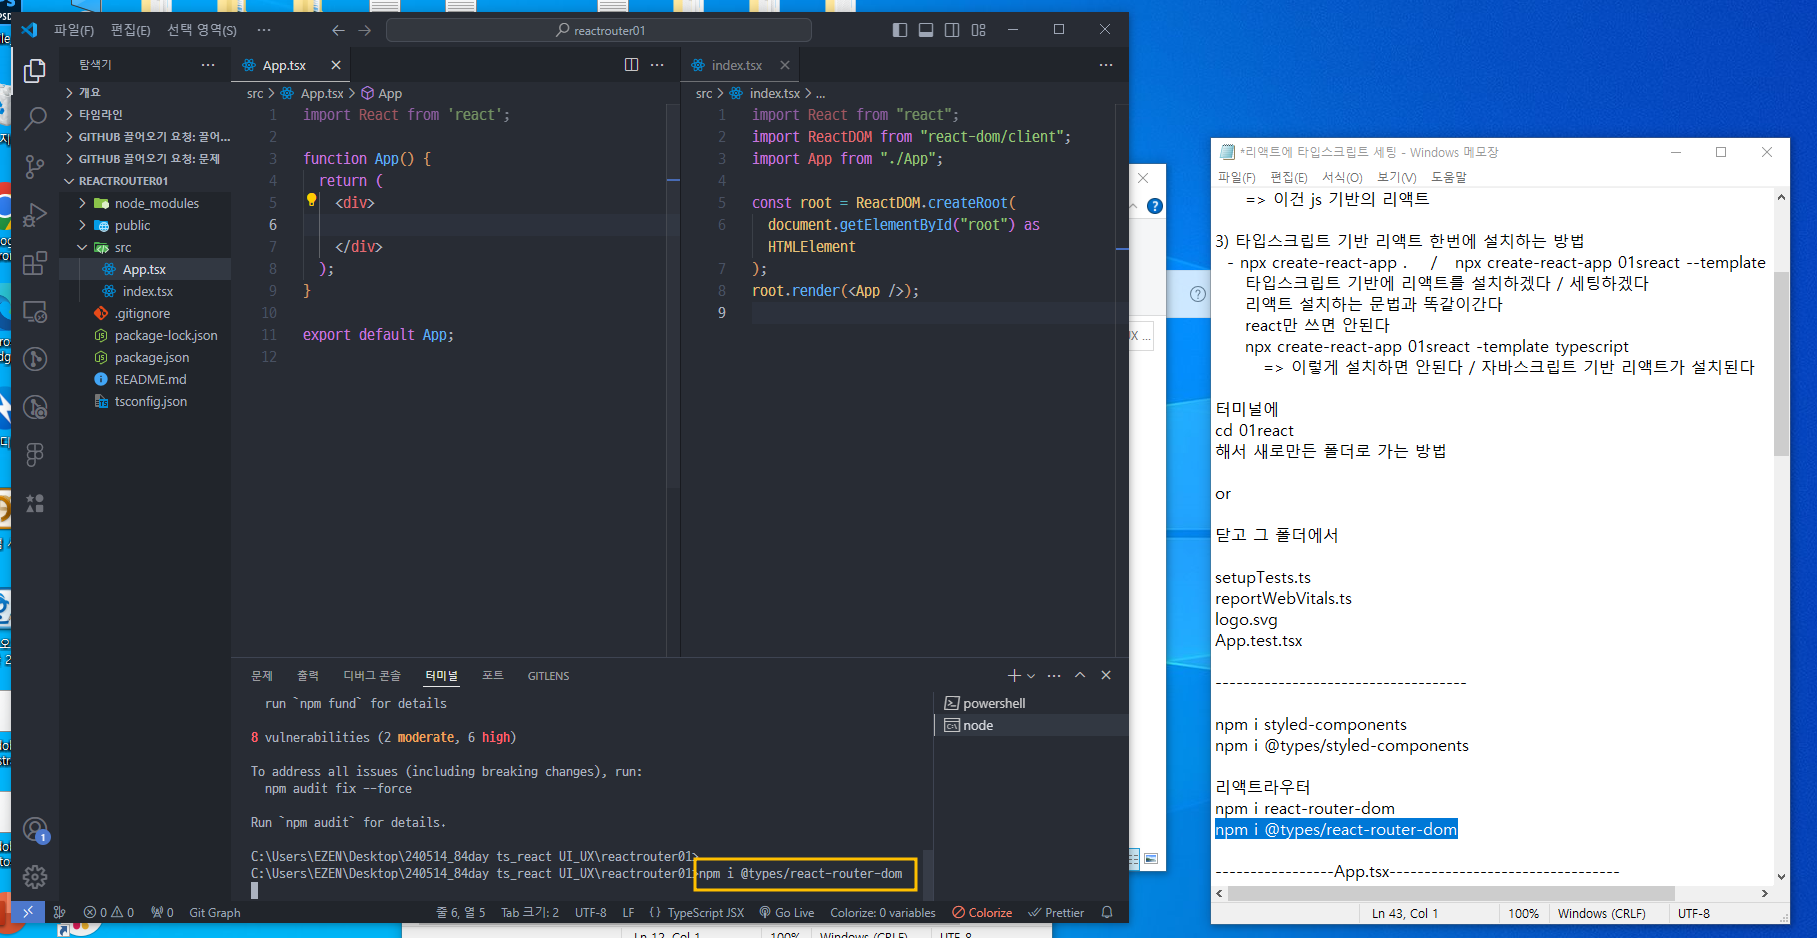 파일(F) 편집(E) 선택 영역(S) ··· reactrouter01
탐색기 ···
개요
타임라인
GITHUB 끌어오기 요청: 끌어...
GITHUB 끌어오기 요청: 문제
REACTROUTER01
node_modules
public
src
App.tsx
index.tsx
.gitignore
package-lock.json
package.json
README.md
tsconfig.json
1
App.tsx
src > App.tsx > App
1 import React from 'react';
2
3 function App() {
4 return (
5 <div>
6
7 </div>
8 );
9 }
10
11 export default App;
12
index.tsx
src > index.tsx > ...
1 import React from "react";
2 import ReactDOM from "react-dom/client";
3 import App from "./App";
4
5 const root = ReactDOM.createRoot(
6 document.getElementById("root") as
HTMLElement
7 );
8 root.render(<App />);
9
문제 출력 디버그 콘솔 터미널 포트 GITLENS
run `npm fund` for details
8 vulnerabilities (2 moderate, 6 high)
To address all issues (including breaking changes), run:
npm audit fix --force
Run `npm audit` for details.
C:\Users\EZEN\Desktop\240514_84day ts_react UI_UX\reactrouter01>
C:\Users\EZEN\Desktop\240514_84day ts_react UI_UX\reactrouter01>npm i @types/react-router-dom
powershell
node
0 0 0 Git Graph 줄 6, 열 5 Tab 크기: 2 UTF-8 LF {} TypeScript JSX Go Live Colorize: 0 variables Colorize Prettier
*리액트에 타입스크립트 세팅 - Windows 메모장
파일(F) 편집(E) 서식(O) 보기(V) 도움말
=> 이건 js 기반의 리액트
3) 타입스크립트 기반 리액트 한번에 설치하는 방법
- npx create-react-app . / npx create-react-app 01sreact --template
타입스크립트 기반에 리액트를 설치하겠다 / 세팅하겠다
리액트 설치하는 문법과 똑같이간다
react만 쓰면 안된다
npx create-react-app 01sreact -template typescript
=> 이렇게 설치하면 안된다 / 자바스크립트 기반 리액트가 설치된다
터미널에
cd 01react
해서 새로만든 폴더로 가는 방법
or
닫고 그 폴더에서
setupTests.ts
reportWebVitals.ts
logo.svg
App.test.tsx
------------------------------------
npm i styled-components
npm i @types/styled-components
리액트라우터
npm i react-router-dom
npm i @types/react-router-dom
-----------------App.tsx---------------------------------
Ln 43, Col 1 100% Windows (CRLF) UTF-8
Ln 12, Col 1 100% Windows (CRLF) UTF-8